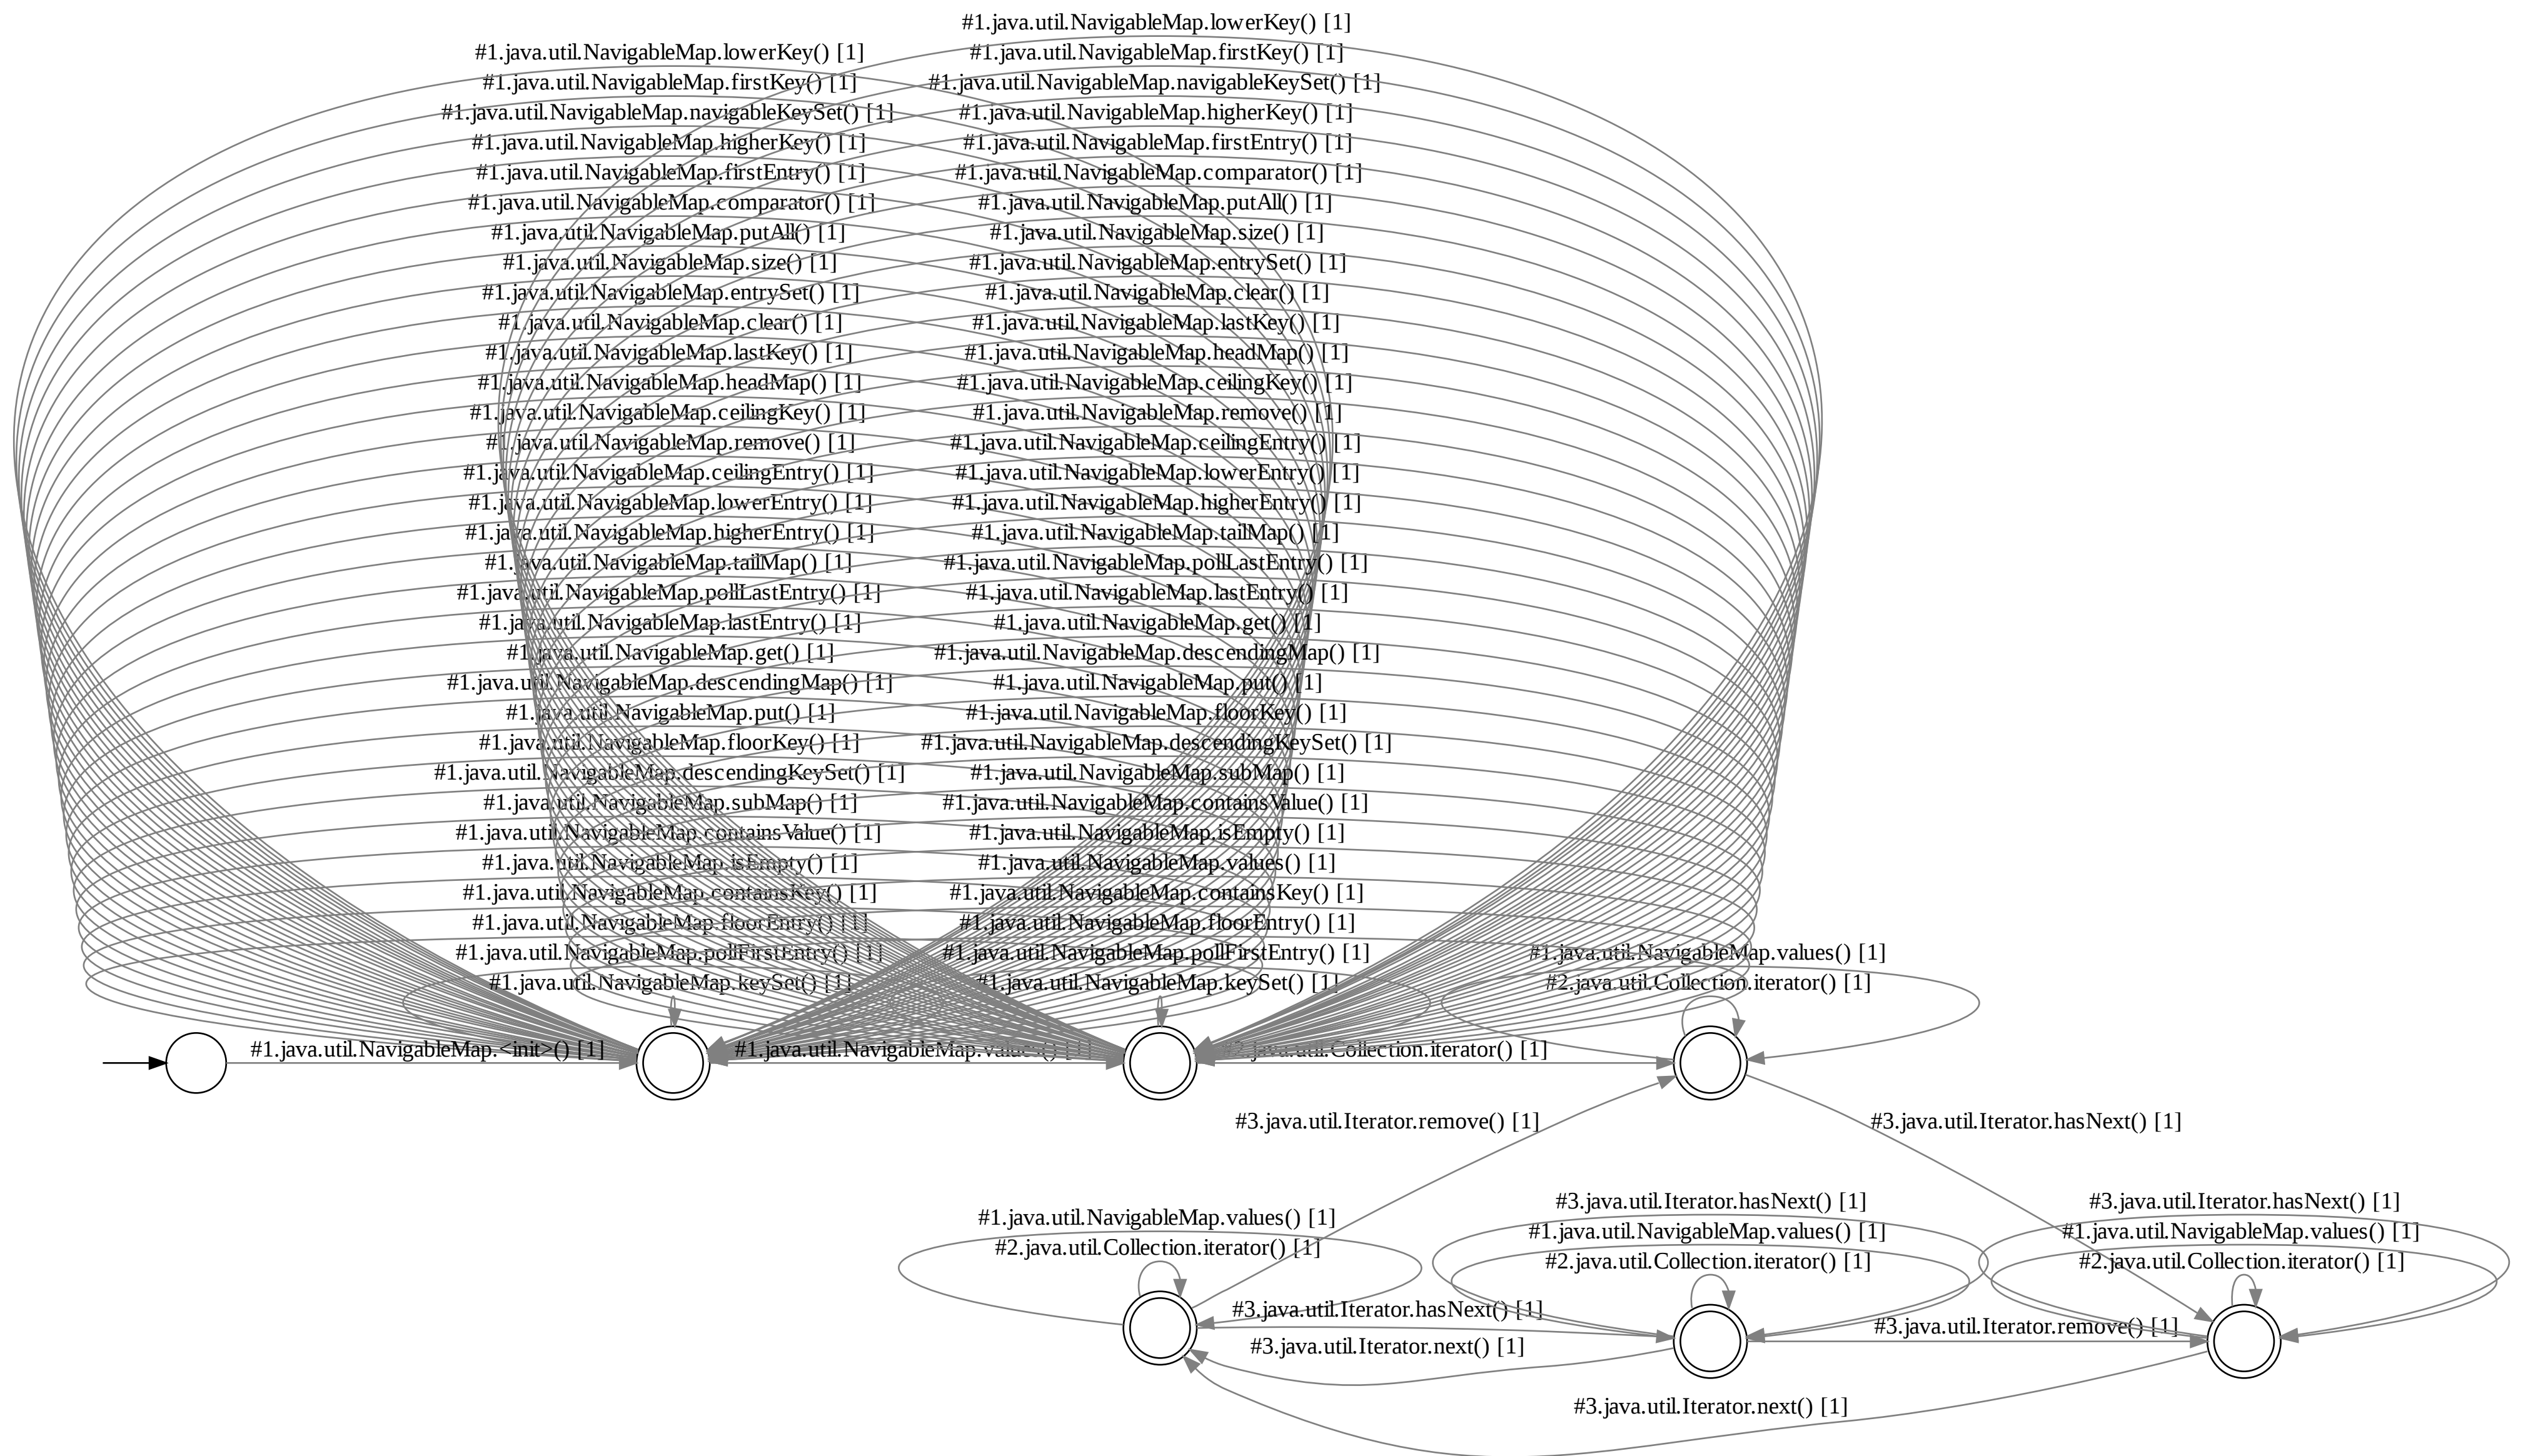 #1.java.util.NavigableMap.lowerKey() [1]
#1.java.util.NavigableMap.firstKey() [1]
#1.java.util.NavigableMap.navigableKeySet() [1]
#1.java.util.NavigableMap.higherKey() [1]
#1.java.util.NavigableMap.firstEntry() [1]
#1.java.util.NavigableMap.comparator() [1]
#1.java.util.NavigableMap.putAll() [1]
#1.java.util.NavigableMap.size() [1]
#1.java.util.NavigableMap.entrySet() [1]
#1.java.util.NavigableMap.clear() [1]
#1.java.util.NavigableMap.lastKey() [1]
#1.java.util.NavigableMap.headMap() [1]
#1.java.util.NavigableMap.ceilingKey() [1]
#1.java.util.NavigableMap.remove() [1]
#1.java.util.NavigableMap.ceilingEntry() [1]
#1.java.util.NavigableMap.lowerEntry() [1]
#1.java.util.NavigableMap.higherEntry() [1]
#1.java.util.NavigableMap.tailMap() [1]
#1.java.util.NavigableMap.pollLastEntry() [1]
#1.java.util.NavigableMap.lastEntry() [1]
#1.java.util.NavigableMap.get() [1]
#1.java.util.NavigableMap.descendingMap() [1]
#1.java.util.NavigableMap.put() [1]
#1.java.util.NavigableMap.floorKey() [1]
#1.java.util.NavigableMap.descendingKeySet() [1]
#1.java.util.NavigableMap.subMap() [1]
#1.java.util.NavigableMap.containsValue() [1]
#1.java.util.NavigableMap.isEmpty() [1]
#1.java.util.NavigableMap.containsKey() [1]
#1.java.util.NavigableMap.floorEntry() [1]
#1.java.util.NavigableMap.pollFirstEntry() [1]
#1.java.util.NavigableMap.keySet() [1]
#1.java.util.NavigableMap.lowerKey() [1]
#1.java.util.NavigableMap.firstKey() [1]
#1.java.util.NavigableMap.navigableKeySet() [1]
#1.java.util.NavigableMap.higherKey() [1]
#1.java.util.NavigableMap.firstEntry() [1]
#1.java.util.NavigableMap.comparator() [1]
#1.java.util.NavigableMap.putAll() [1]
#1.java.util.NavigableMap.size() [1]
#1.java.util.NavigableMap.entrySet() [1]
#1.java.util.NavigableMap.clear() [1]
#1.java.util.NavigableMap.lastKey() [1]
#1.java.util.NavigableMap.headMap() [1]
#1.java.util.NavigableMap.ceilingKey() [1]
#1.java.util.NavigableMap.remove() [1]
#1.java.util.NavigableMap.ceilingEntry() [1]
#1.java.util.NavigableMap.lowerEntry() [1]
#1.java.util.NavigableMap.higherEntry() [1]
#1.java.util.NavigableMap.tailMap() [1]
#1.java.util.NavigableMap.pollLastEntry() [1]
#1.java.util.NavigableMap.lastEntry() [1]
#1.java.util.NavigableMap.get() [1]
#1.java.util.NavigableMap.descendingMap() [1]
#1.java.util.NavigableMap.put() [1]
#1.java.util.NavigableMap.floorKey() [1]
#1.java.util.NavigableMap.descendingKeySet() [1]
#1.java.util.NavigableMap.subMap() [1]
#1.java.util.NavigableMap.containsValue() [1]
#1.java.util.NavigableMap.isEmpty() [1]
#1.java.util.NavigableMap.values() [1]
#1.java.util.NavigableMap.containsKey() [1]
#1.java.util.NavigableMap.floorEntry() [1]
#1.java.util.NavigableMap.pollFirstEntry() [1]
#1.java.util.NavigableMap.keySet() [1]
#1.java.util.NavigableMap.values() [1]
#2.java.util.Collection.iterator() [1]
#1.java.util.NavigableMap.<init>() [1]
#1.java.util.NavigableMap.values() [1]
#2.java.util.Collection.iterator() [1]
#3.java.util.Iterator.remove() [1]
#3.java.util.Iterator.hasNext() [1]
#1.java.util.NavigableMap.values() [1]
#2.java.util.Collection.iterator() [1]
#3.java.util.Iterator.hasNext() [1]
#1.java.util.NavigableMap.values() [1]
#2.java.util.Collection.iterator() [1]
#3.java.util.Iterator.hasNext() [1]
#1.java.util.NavigableMap.values() [1]
#2.java.util.Collection.iterator() [1]
#3.java.util.Iterator.hasNext() [1]
#3.java.util.Iterator.next() [1]
#3.java.util.Iterator.remove() [1]
#3.java.util.Iterator.next() [1]